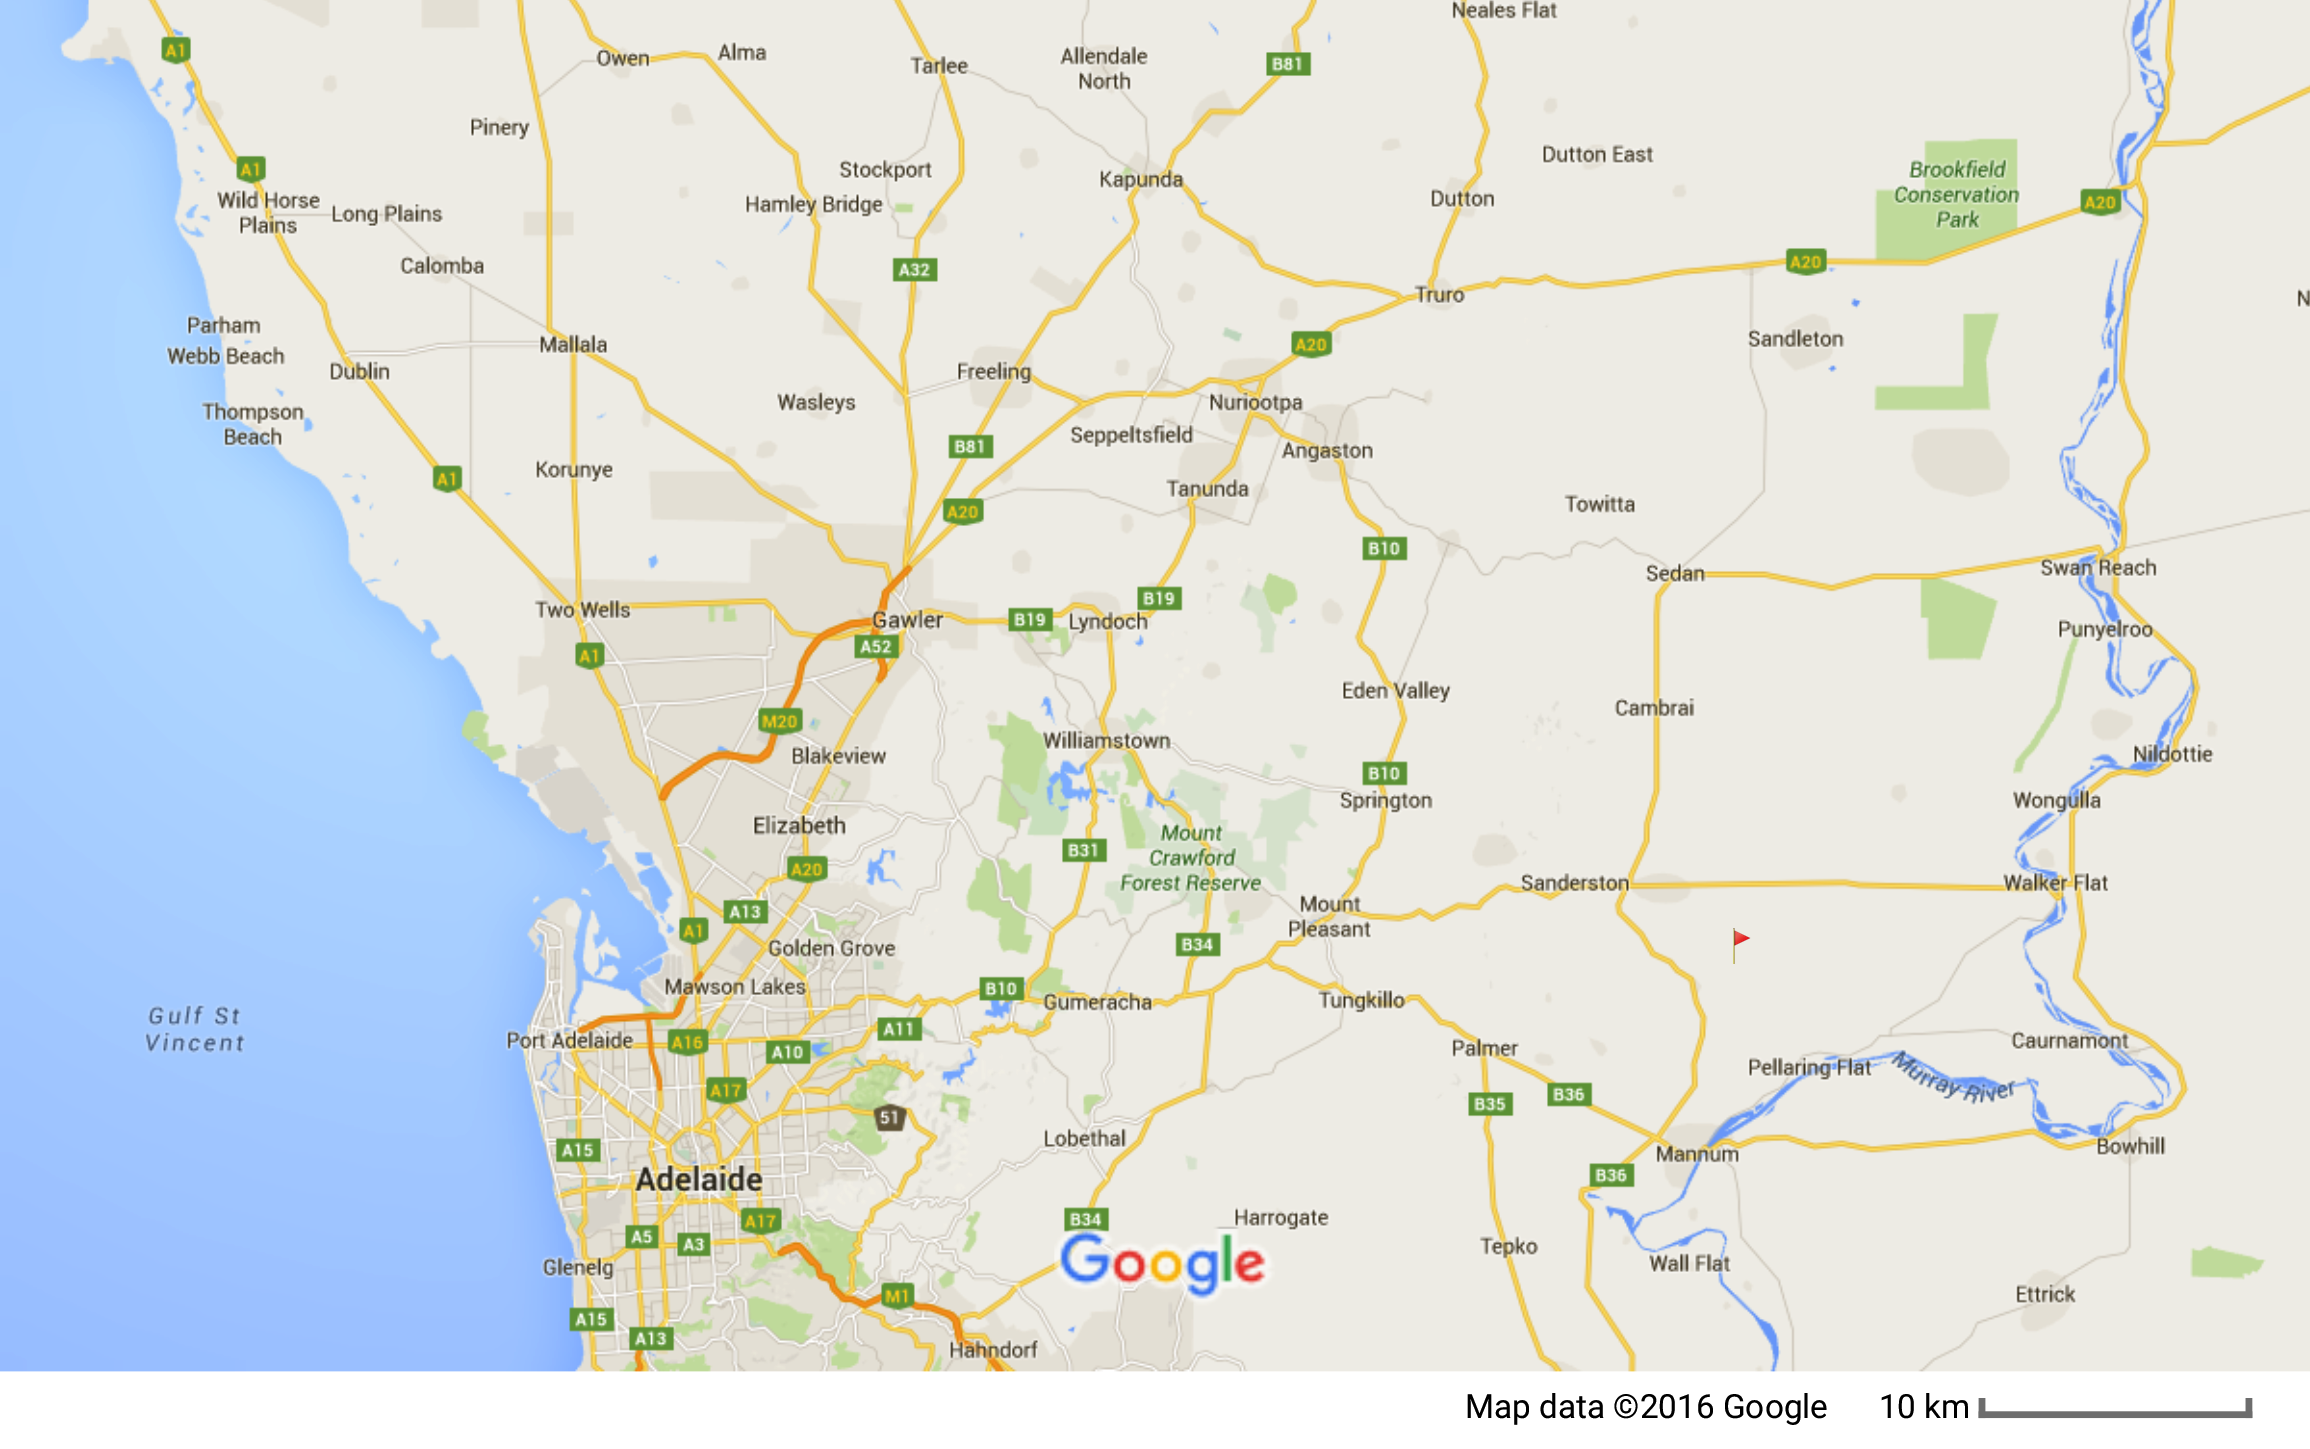 Neales Flat
A1
Owen
Alma
Tarlee
Allendale
North
B81
Pinery
Stockport
Kapunda
Dutton East
Brookfield
Conservation
Park
A20
A1
Wild Horse
Plains
Long Plains
Hamley Bridge
Dutton
Calomba
A32
A20
Truro
N
Parham
Webb Beach
Dublin
Mallala
Freeling
A20
Sandleton
Thompson
Beach
Wasleys
Nuriootpa
Seppeltsfield
Angaston
B81
A1
Korunye
Tanunda
Towitta
A20
B10
Sedan
Swan Reach
Two Wells
Gawler
B19
Lyndoch
B19
Punyelroo
A1
A52
Eden Valley
Cambrai
M20
Williamstown
Blakeview
Nildottie
B10
Springton
Wongulla
Elizabeth
Mount
Crawford
Forest Reserve
B31
A20
Sanderston
Walker Flat
A13
Mount
Pleasant
A1
Golden Grove
B34
Mawson Lakes
B10
Gumeracha
Tungkillo
Gulf St
Vincent
Port Adelaide
A16
A10
A11
Palmer
Caurnamont
Pellaring Flat
Murray River
A17
B35
B36
51
A15
Lobethal
Mannum
Bowhill
Adelaide
B36
A17
B34
Harrogate
A5
A3
Tepko
Glenelg
Google
Wall Flat
M1
Ettrick
A15
A13
Hahndorf
Map data ©2016 Google
10 km